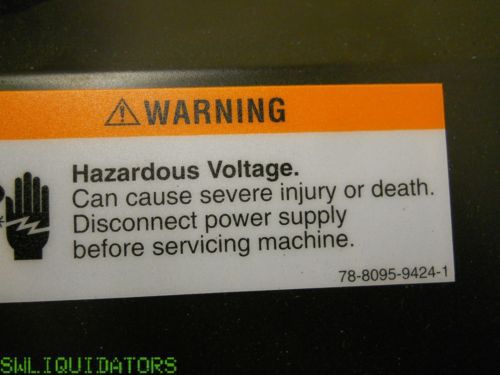 WARNING
Hazardous Voltage.
Can cause severe injury or death.
Disconnect power supply
before servicing machine.
78-8095-9424-1
SWLIQUIDATORS